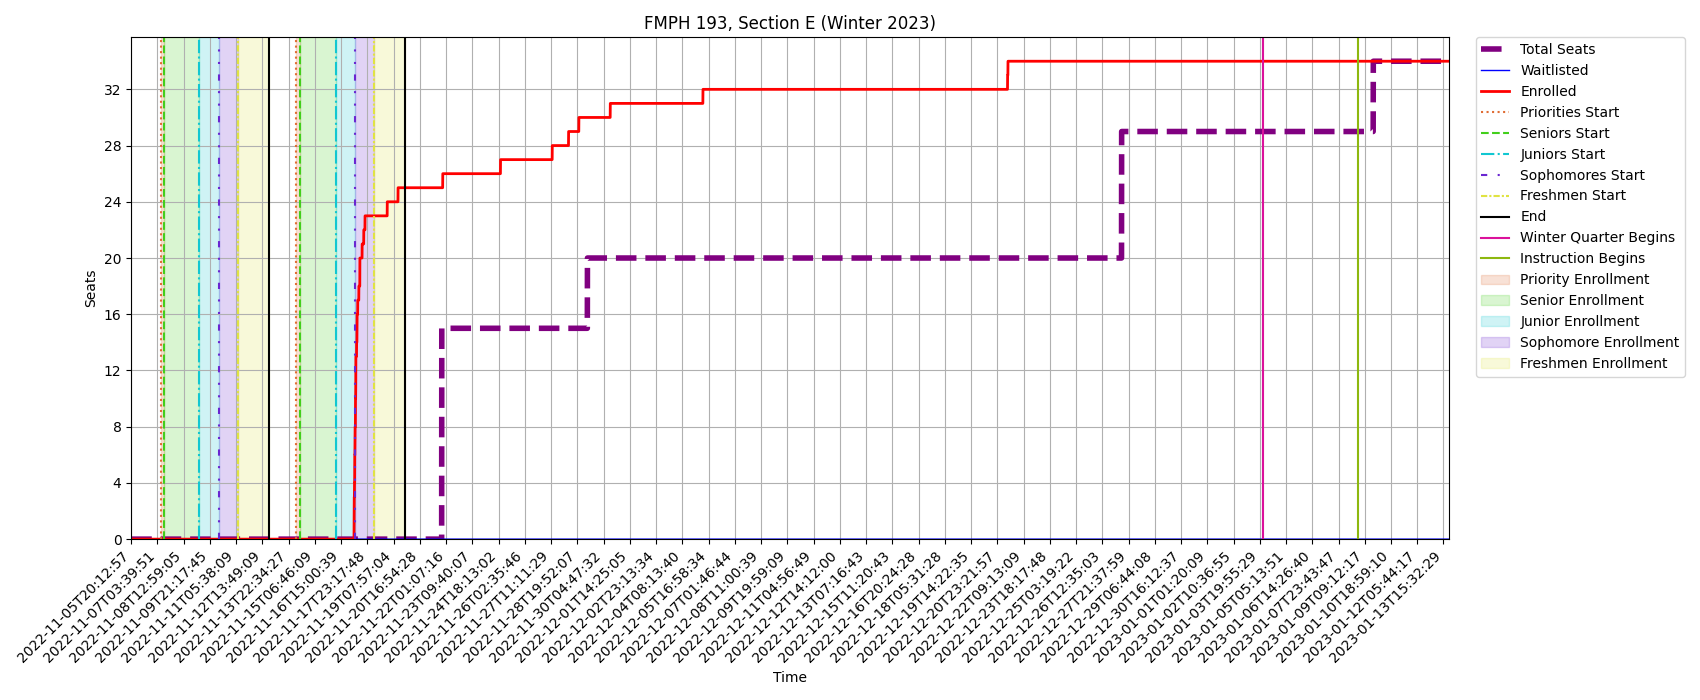 FMPH 193, Section E (Winter 2023)
Seats
32
28
24
20
16
12
8
4
0
2022-11-05T20:12:57
2022-11-07T03:39:51
2022-11-08T12:59:05
2022-11-09T21:17:45
2022-11-11T05:38:09
2022-11-12T13:49:09
2022-11-13T22:34:27
2022-11-15T06:46:09
2022-11-16T15:00:39
2022-11-17T23:17:48
2022-11-19T07:57:04
2022-11-20T16:54:28
2022-11-22T01:07:16
2022-11-23T09:40:07
2022-11-24T18:13:02
2022-11-26T02:35:46
2022-11-27T11:11:29
2022-11-28T19:52:07
2022-11-30T04:47:32
2022-12-01T14:25:05
2022-12-02T23:13:34
2022-12-04T08:13:40
2022-12-05T16:58:34
2022-12-07T01:46:44
2022-12-08T11:00:39
2022-12-09T19:59:09
2022-12-11T04:56:49
2022-12-12T14:12:00
2022-12-13T07:16:43
2022-12-15T11:20:43
2022-12-16T20:24:28
2022-12-18T05:31:28
2022-12-19T14:22:35
2022-12-20T23:21:57
2022-12-22T09:13:09
2022-12-23T18:17:48
2022-12-25T03:19:22
2022-12-26T12:35:03
2022-12-27T21:37:59
2022-12-29T06:44:08
2022-12-30T16:12:37
2023-01-01T01:20:09
2023-01-02T10:36:55
2023-01-03T19:55:29
2023-01-05T05:13:51
2023-01-06T14:26:40
2023-01-07T23:43:47
2023-01-09T09:12:17
2023-01-10T18:59:10
2023-01-12T05:44:17
2023-01-13T15:32:29
Time
Total Seats
Waitlisted
Enrolled
Priorities Start
Seniors Start
Juniors Start
Sophomores Start
Freshmen Start
End
Winter Quarter Begins
Instruction Begins
Priority Enrollment
Senior Enrollment
Junior Enrollment
Sophomore Enrollment
Freshmen Enrollment